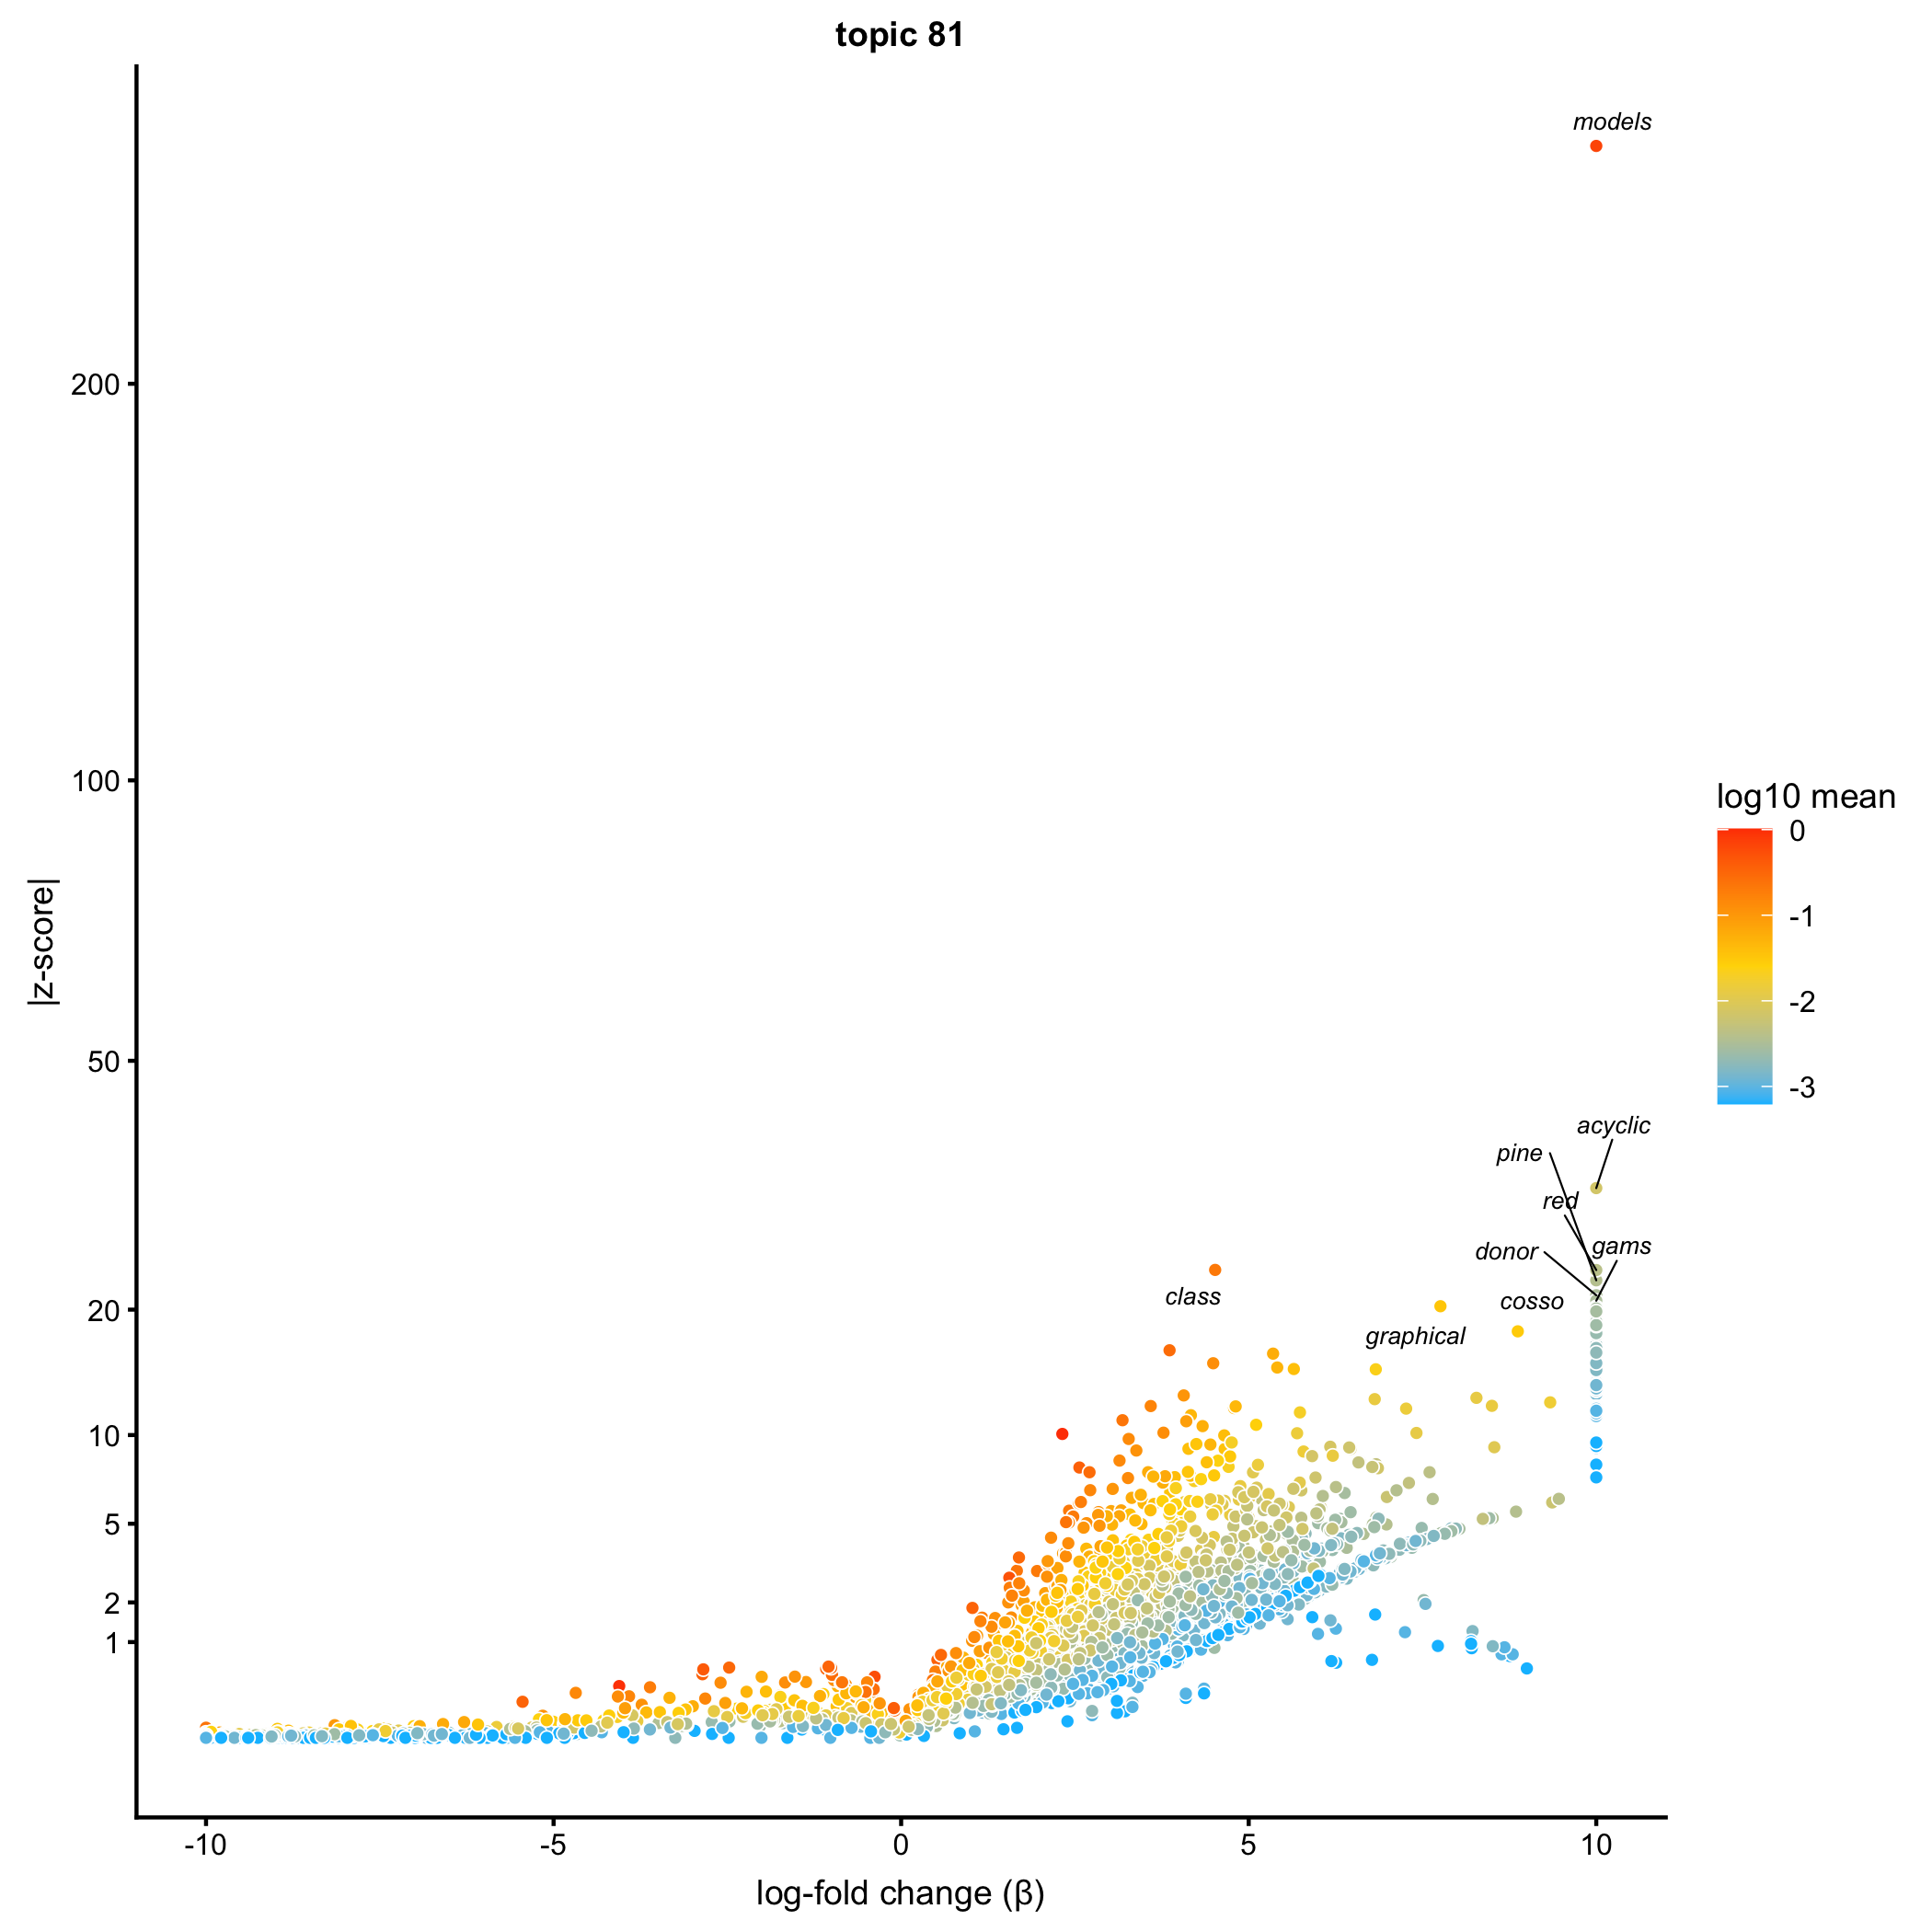 topic 81
models
200
100
50
20
10
5
2
1
|z-score|
log10 mean
0
-1
-2
-3
acyclic
pine
red
donor
gams
class
cosso
graphical
-10
-5
0
5
10
log-fold change (β)